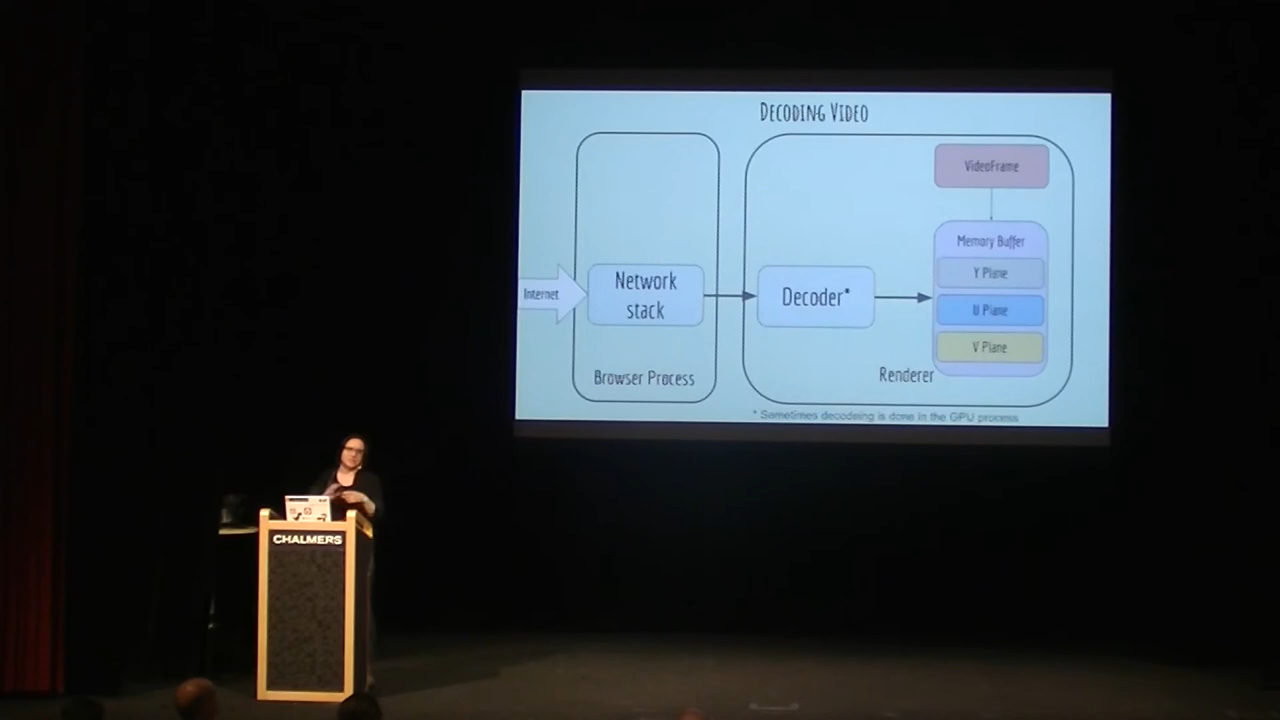 DECODING VIDEO
VideoFrame
Memory Buffer
Y Plane
U Plane
V Plane
Internet
Network
stack
Decoder*
Browser Process
Renderer
* Sometimes decodeing is done in the GPU process
CHALMERS